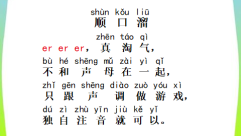 shùn kǒu liū
顺 口 溜
zhēn táo qì
er er er，真 淘 气，
bù hé shēng mǔ zài yì qǐ
不 和 声 母 在 一 起，
zhǐ gēn shēng diào zuò yóu xì
只 跟 声 调 做 游 戏，
dú zì zhù yīn jiù kě yǐ
独 自 注 音 就 可 以。